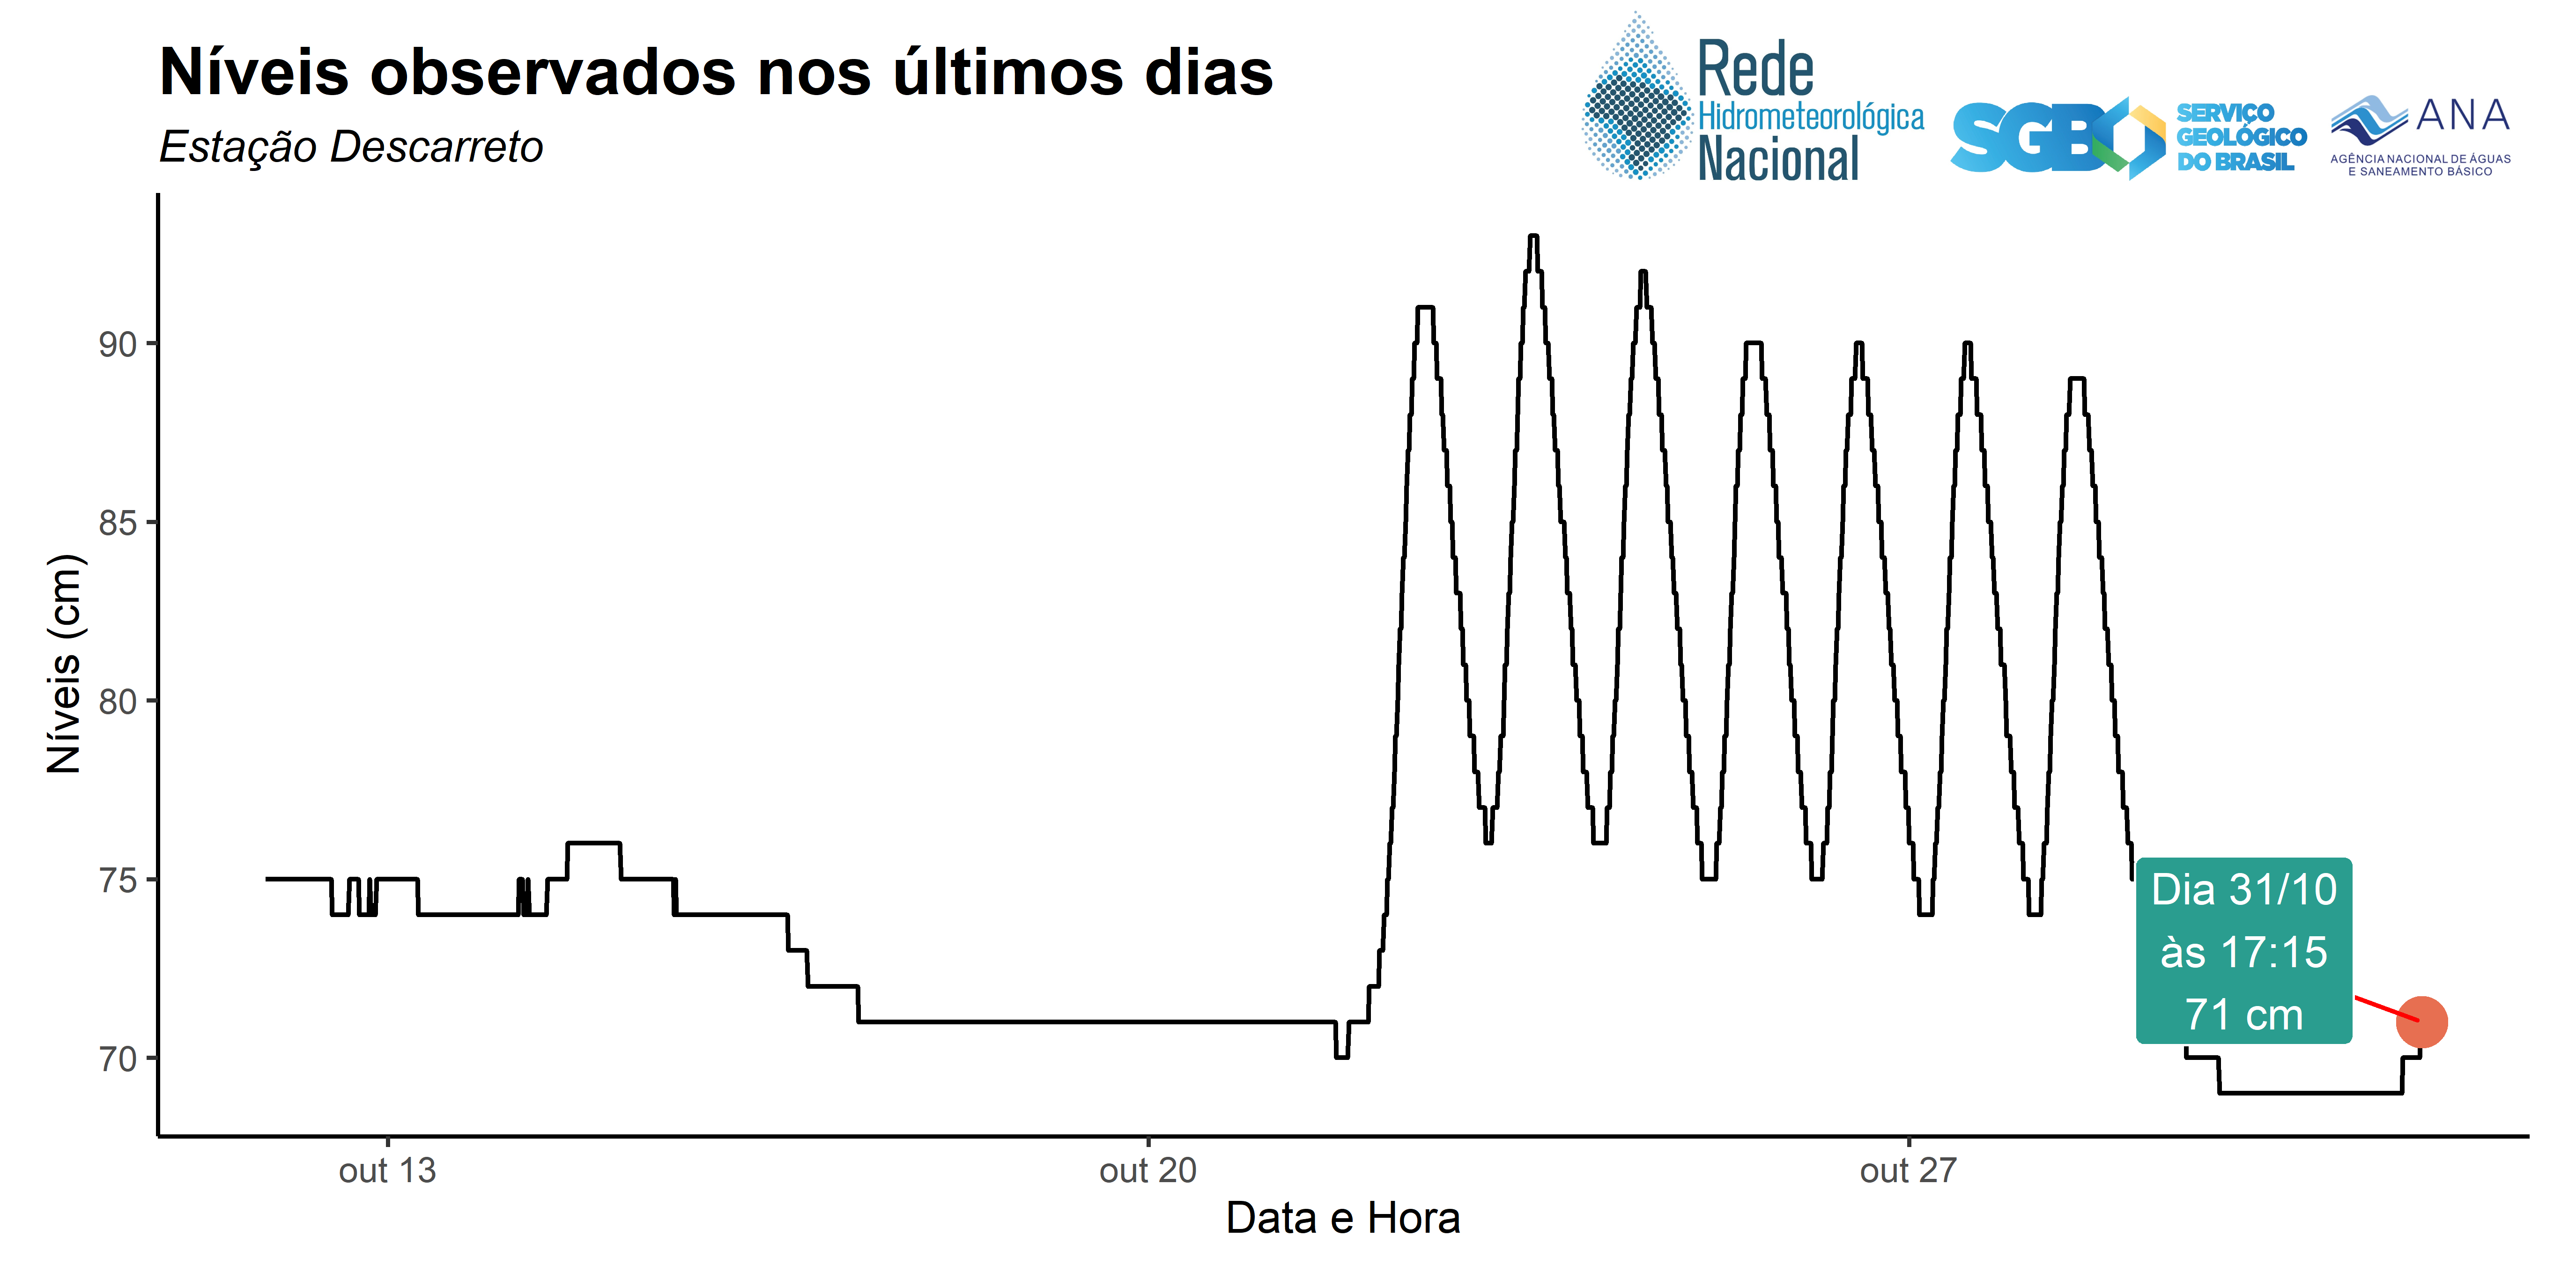 Níveis observados nos últimos dias
Estação Descarreto
Rede
Hidrometeorológica
Nacional
SGB
SERVIÇO
GEOLÓGICO
DO BRASIL
ANA
AGÊNCIA NACIONAL DE ÁGUAS
E SANEAMENTO BÁSICO
Níveis (cm)
90
85
80
75
70
Dia 31/10
às 17:15
71 cm
out 13
out 20
out 27
Data e Hora